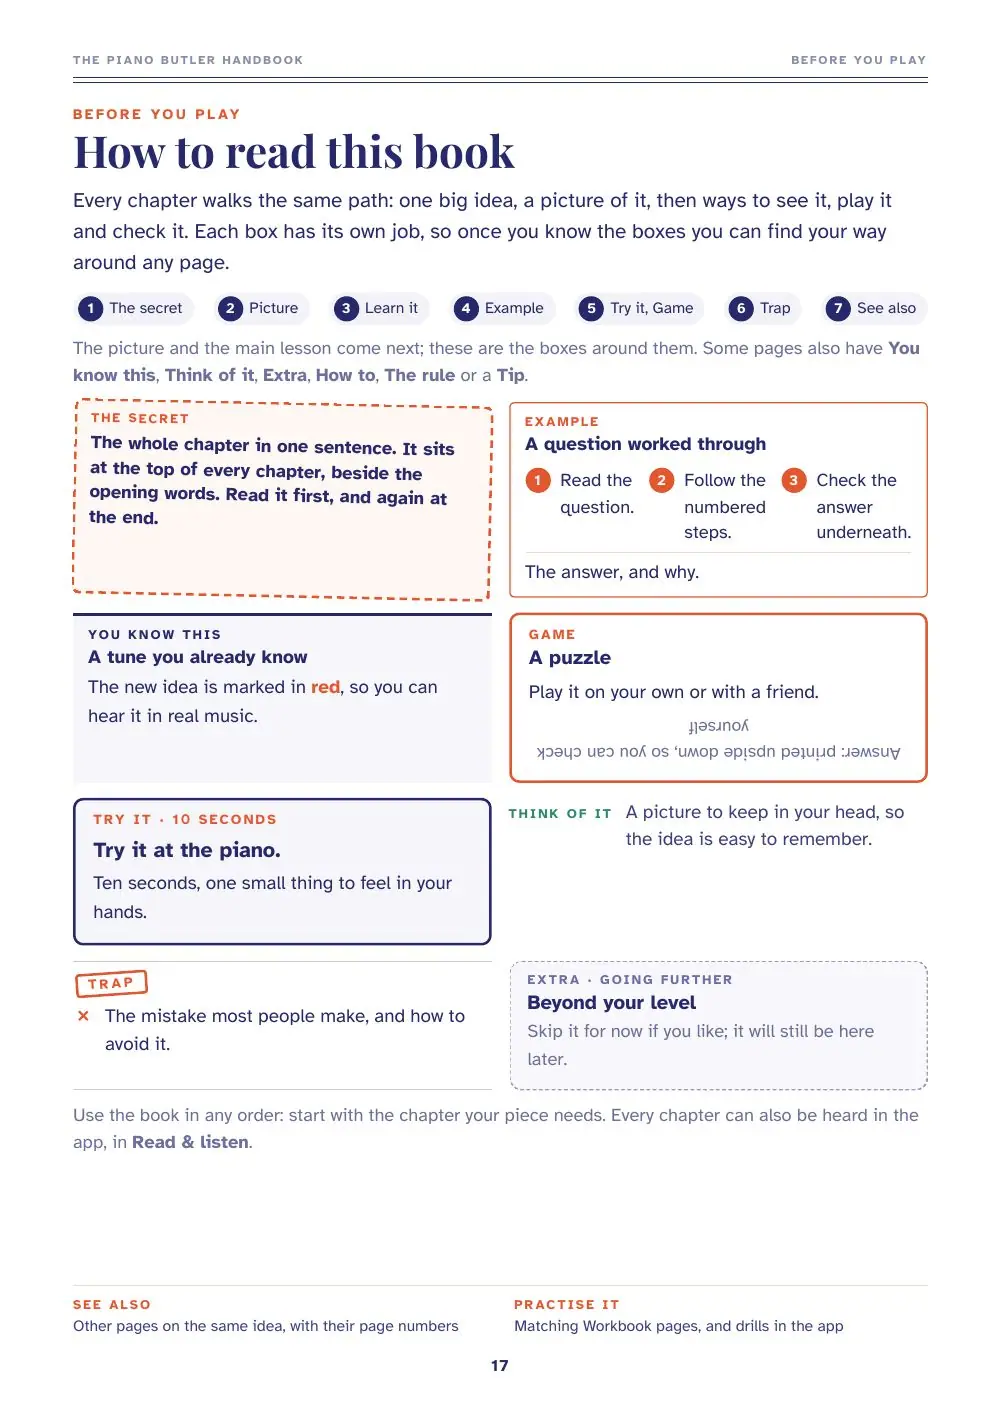 THE PIANO BUTLER HANDBOOK
BEFORE YOU PLAY
BEFORE YOU PLAY
How to read this book
Every chapter walks the same path: one big idea, a picture of it, then ways to see it, play it
and check it. Each box has its own job, so once you know the boxes you can find your way
around any page.
1 The secret
2 Picture
3 Learn it
4 Example
5 Try it, Game
6 Trap
7 See also
The picture and the main lesson come next; these are the boxes around them. Some pages also have You
know this, Think of it, Extra, How to, The rule or a Tip.
THE SECRET
The whole chapter in one sentence. It sits
at the top of every chapter, beside the
opening words. Read it first, and again at
the end.
EXAMPLE
A question worked through
1 Read the
question.
2 Follow the
numbered
steps.
3 Check the
answer
underneath.
The answer, and why.
YOU KNOW THIS
A tune you already know
The new idea is marked in red, so you can
hear it in real music.
GAME
A puzzle
Play it on your own or with a friend.
Answer: printed upside down, so you can check
yourself
TRY IT · 10 SECONDS
Try it at the piano.
Ten seconds, one small thing to feel in your
hands.
THINK OF IT
A picture to keep in your head, so
the idea is easy to remember.
TRAP
× The mistake most people make, and how to
avoid it.
EXTRA · GOING FURTHER
Beyond your level
Skip it for now if you like; it will still be here
later.
Use the book in any order: start with the chapter your piece needs. Every chapter can also be heard in the
app, in Read & listen.
SEE ALSO
Other pages on the same idea, with their page numbers
PRACTISE IT
Matching Workbook pages, and drills in the app
17